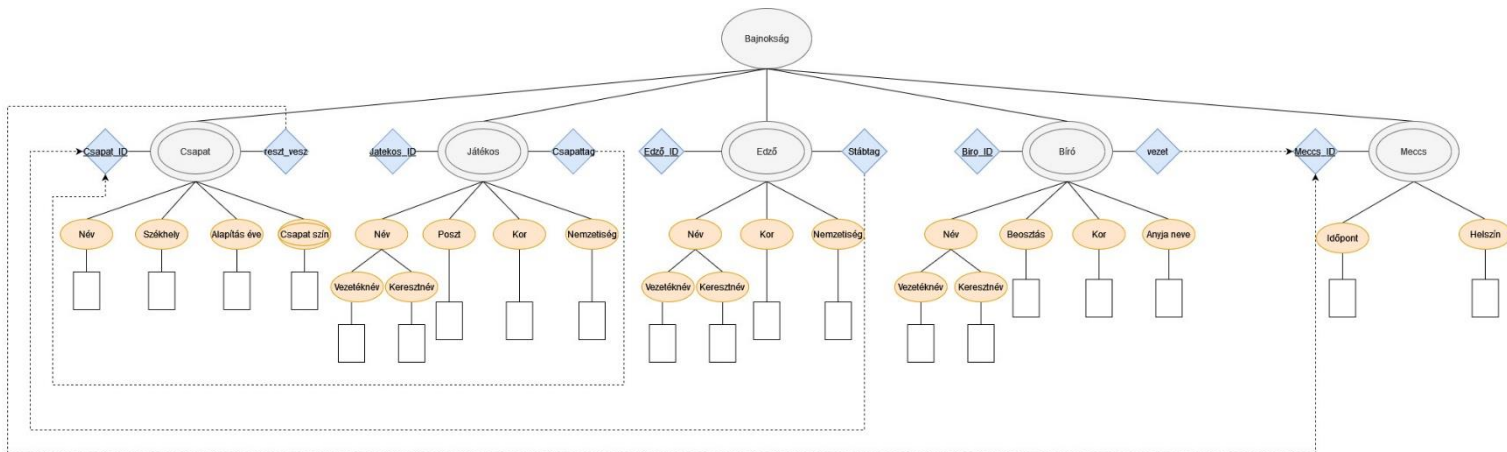 Bajnokság
Csapat_ID
Csapat
reszt_vesz
Jatekos_ID
Játékos
Csapattag
Edző_ID
Edző
Stábtag
Biro_ID
Bíró
vezet
Meccs_ID
Meccs
Név
Székhely
Alapítás éve
Csapat szín
Név
Poszt
Kor
Nemzetiség
Név
Kor
Nemzetiség
Név
Beosztás
Kor
Anyja neve
Időpont
Helszín
Vezetéknév
Keresztnév
Vezetéknév
Keresztnév
Vezetéknév
Keresztnév